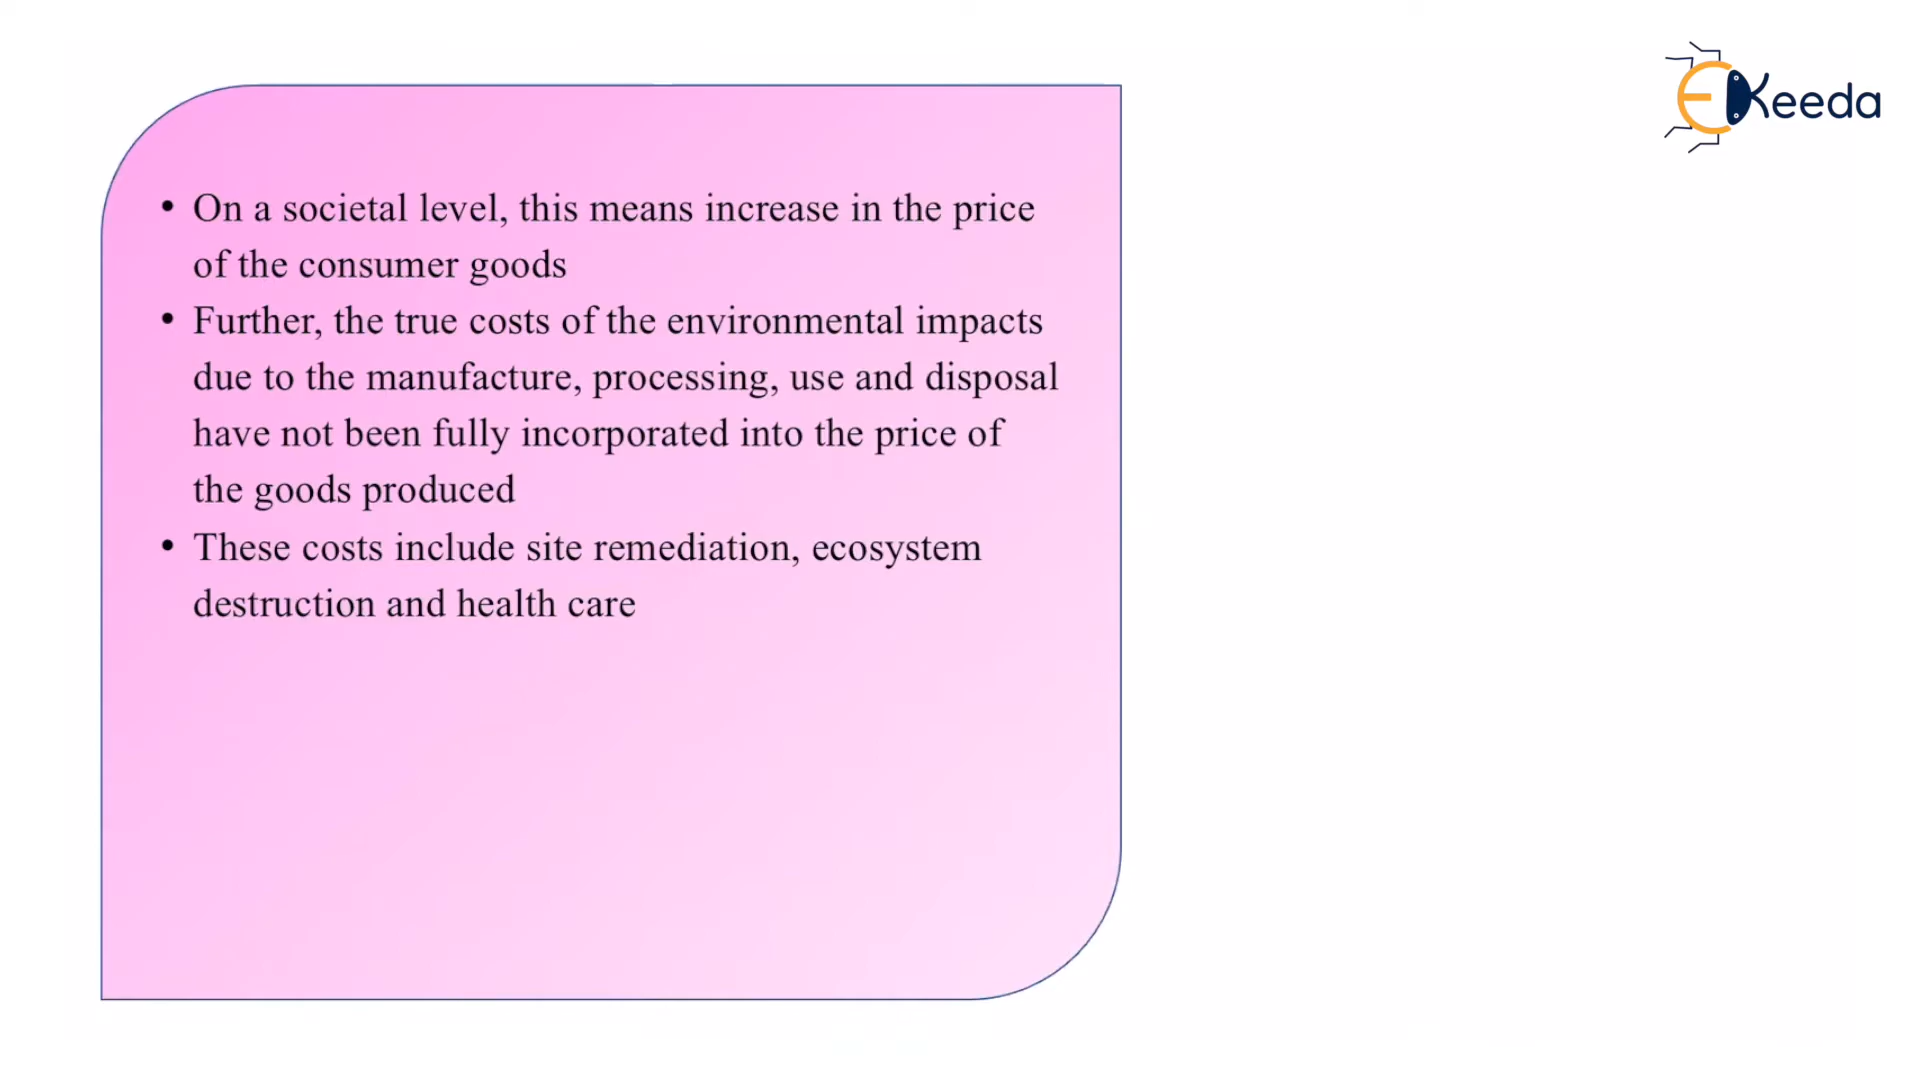 EKeeda
• On a societal level, this means increase in the price
of the consumer goods
• Further, the true costs of the environmental impacts
due to the manufacture, processing, use and disposal
have not been fully incorporated into the price of
the goods produced
• These costs include site remediation, ecosystem
destruction and health care